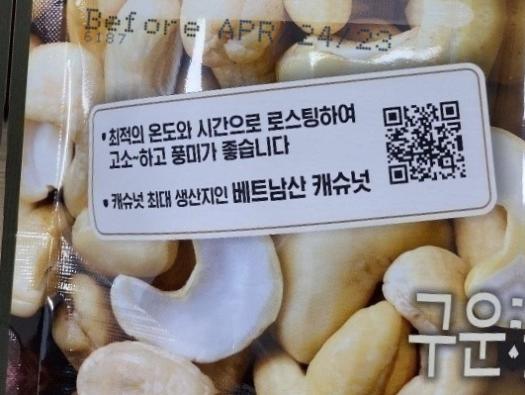 Before APR 24/23
6187
• 최적의 온도와 시간으로 로스팅하여
고소~하고 풍미가 좋습니다
• 캐슈넛 최대 생산지인 베트남산 캐슈넛
구운